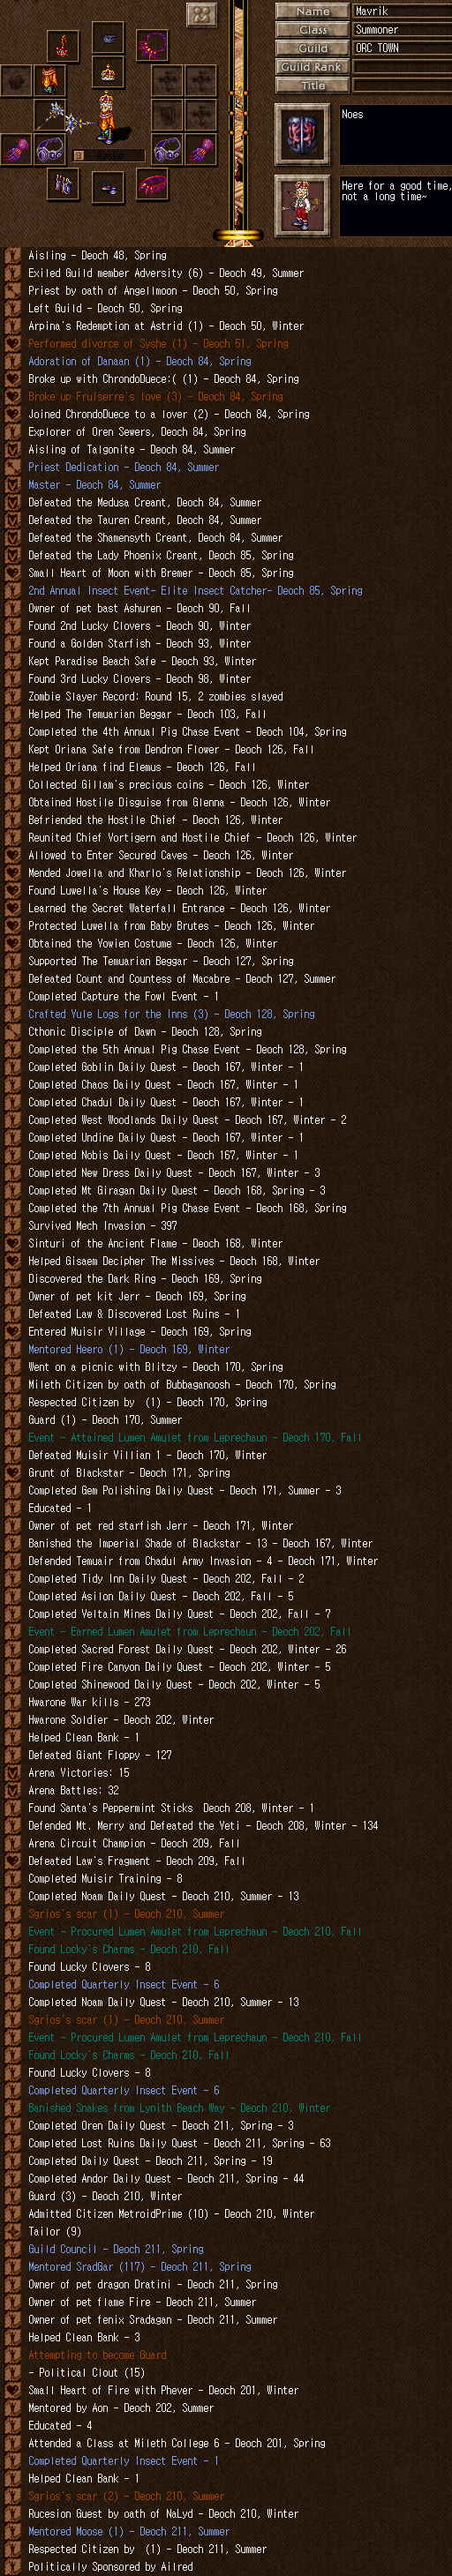 Name
Mavrik
Class
Summoner
Guild
ORC TOWN
Guild Rank
Title
Noes
Awake
Here for a good time,
not a long time~
Aisling - Deoch 48, Spring
Exiled Guild member Adversity (6) - Deoch 49, Summer
Priest by oath of Angellmoon - Deoch 50, Spring
Left Guild - Deoch 50, Spring
Arpina's Redemption at Astrid (1) - Deoch 50, Winter
Performed divorce of Syshe (1) - Deoch 51, Spring
Adoration of Danaan (1) - Deoch 84, Spring
Broke up with ChrondoDuece:( (1) - Deoch 84, Spring
Broke up Fruiserre's love (3) - Deoch 84, Spring
Joined ChrondoDuece to a lover (2) - Deoch 84, Spring
Explorer of Oren Sewers, Deoch 84, Spring
Aisling of Talgonite - Deoch 84, Summer
Priest Dedication - Deoch 84, Summer
Master - Deoch 84, Summer
Defeated the Medusa Creant, Deoch 84, Summer
Defeated the Tauren Creant, Deoch 84, Summer
Defeated the Shamensyth Creant, Deoch 84, Summer
Defeated the Lady Phoenix Creant, Deoch 85, Spring
Small Heart of Moon with Bremer - Deoch 85, Spring
2nd Annual Insect Event- Elite Insect Catcher- Deoch 85, Spring
Owner of pet bast Ashuren - Deoch 90, Fall
Found 2nd Lucky Clovers - Deoch 90, Winter
Found a Golden Starfish - Deoch 93, Winter
Kept Paradise Beach Safe - Deoch 93, Winter
Found 3rd Lucky Clovers - Deoch 98, Winter
Zombie Slayer Record: Round 15, 2 zombies slayed
Helped The Temuarian Beggar - Deoch 103, Fall
Completed the 4th Annual Pig Chase Event - Deoch 104, Spring
Kept Oriana Safe from Dendron Flower - Deoch 126, Fall
Helped Oriana find Elemus - Deoch 126, Fall
Collected Gillam's precious coins - Deoch 126, Winter
Obtained Hostile Disguise from Glenna - Deoch 126, Winter
Befriended the Hostile Chief - Deoch 126, Winter
Reunited Chief Vortigern and Hostile Chief - Deoch 126, Winter
Allowed to Enter Secured Caves - Deoch 126, Winter
Mended Jowella and Kharlo's Relationship - Deoch 126, Winter
Found Luwella's House Key - Deoch 126, Winter
Learned the Secret Waterfall Entrance - Deoch 126, Winter
Protected Luwella from Baby Brutes - Deoch 126, Winter
Obtained the Yowien Costume - Deoch 126, Winter
Supported The Temuarian Beggar - Deoch 127, Spring
Defeated Count and Countess of Macabre - Deoch 127, Summer
Completed Capture the Fowl Event - 1
Crafted Yule Logs for the Inns (3) - Deoch 128, Spring
Cthonic Disciple of Dawn - Deoch 128, Spring
Completed the 5th Annual Pig Chase Event - Deoch 128, Spring
Completed Goblin Daily Quest - Deoch 167, Winter - 1
Completed Chaos Daily Quest - Deoch 167, Winter - 1
Completed Chadul Daily Quest - Deoch 167, Winter - 1
Completed West Woodlands Daily Quest - Deoch 167, Winter - 2
Completed Undine Daily Quest - Deoch 167, Winter - 1
Completed Nobis Daily Quest - Deoch 167, Winter - 1
Completed New Dress Daily Quest - Deoch 167, Winter - 3
Completed Mt Giragan Daily Quest - Deoch 168, Spring - 3
Completed the 7th Annual Pig Chase Event - Deoch 168, Spring
Survived Mech Invasion - 397
Sinturi of the Ancient Flame - Deoch 168, Winter
Helped Gisaem Decipher The Missives - Deoch 168, Winter
Discovered the Dark Ring - Deoch 169, Spring
Owner of pet kit Jerr - Deoch 169, Spring
Defeated Law & Discovered Lost Ruins - 1
Entered Muisir Village - Deoch 169, Spring
Mentored Heero (1) - Deoch 169, Winter
Went on a picnic with Blitzy - Deoch 170, Spring
Mileth Citizen by oath of Bubbaganoosh - Deoch 170, Spring
Respected Citizen by  (1) - Deoch 170, Spring
Guard (1) - Deoch 170, Summer
Event - Attained Lumen Amulet from Leprechaun - Deoch 170, Fall
Defeated Muisir Villian 1 - Deoch 170, Winter
Grunt of Blackstar - Deoch 171, Spring
Completed Gem Polishing Daily Quest - Deoch 171, Summer - 3
Educated - 1
Owner of pet red starfish Jerr - Deoch 171, Winter
Banished the Imperial Shade of Blackstar - 13 - Deoch 167, Winter
Defended Temuair from Chadul Army Invasion - 4 - Deoch 171, Winter
Completed Tidy Inn Daily Quest - Deoch 202, Fall - 2
Completed Asilon Daily Quest - Deoch 202, Fall - 5
Completed Veltain Mines Daily Quest - Deoch 202, Fall - 7
Event - Earned Lumen Amulet from Leprechaun - Deoch 202, Fall
Completed Sacred Forest Daily Quest - Deoch 202, Winter - 26
Completed Fire Canyon Daily Quest - Deoch 202, Winter - 5
Completed Shinewood Daily Quest - Deoch 202, Winter - 5
Hwarone War kills - 273
Hwarone Soldier - Deoch 202, Winter
Helped Clean Bank - 1
Defeated Giant Floppy - 127
Arena Victories: 15
Arena Battles: 32
Found Santa's Peppermint Sticks  Deoch 208, Winter - 1
Defended Mt. Merry and Defeated the Yeti - Deoch 208, Winter - 134
Arena Circuit Champion - Deoch 209, Fall
Defeated Law's Fragment - Deoch 209, Fall
Completed Muisir Training - 8
Completed Noam Daily Quest - Deoch 210, Summer - 13
Sgrios's scar (1) - Deoch 210, Summer
Event - Procured Lumen Amulet from Leprechaun - Deoch 210, Fall
Found Locky's Charms - Deoch 210, Fall
Found Lucky Clovers - 8
Completed Quarterly Insect Event - 6
Completed Noam Daily Quest - Deoch 210, Summer - 13
Sgrios's scar (1) - Deoch 210, Summer
Event - Procured Lumen Amulet from Leprechaun - Deoch 210, Fall
Found Locky's Charms - Deoch 210, Fall
Found Lucky Clovers - 8
Completed Quarterly Insect Event - 6
Banished Snakes from Lynith Beach Way - Deoch 210, Winter
Completed Oren Daily Quest - Deoch 211, Spring - 3
Completed Lost Ruins Daily Quest - Deoch 211, Spring - 63
Completed Daily Quest - Deoch 211, Spring - 19
Completed Andor Daily Quest - Deoch 211, Spring - 44
Guard (3) - Deoch 210, Winter
Admitted Citizen MetroidPrime (10) - Deoch 210, Winter
Tailor (9)
Guild Council - Deoch 211, Spring
Mentored SradGar (117) - Deoch 211, Spring
Owner of pet dragon Dratini - Deoch 211, Spring
Owner of pet flame Fire - Deoch 211, Summer
Owner of pet fenix Sradagan - Deoch 211, Summer
Helped Clean Bank - 3
Attempting to become Guard
- Political Clout (15)
Small Heart of Fire with Phever - Deoch 201, Winter
Mentored by Aon - Deoch 202, Summer
Educated - 4
Attended a Class at Mileth College 6 - Deoch 201, Spring
Completed Quarterly Insect Event - 1
Helped Clean Bank - 1
Sgrios's scar (2) - Deoch 210, Summer
Rucesion Guest by oath of NaLyd - Deoch 210, Winter
Mentored Moose (1) - Deoch 211, Summer
Respected Citizen by  (1) - Deoch 211, Summer
Politically Sponsored by Ailred